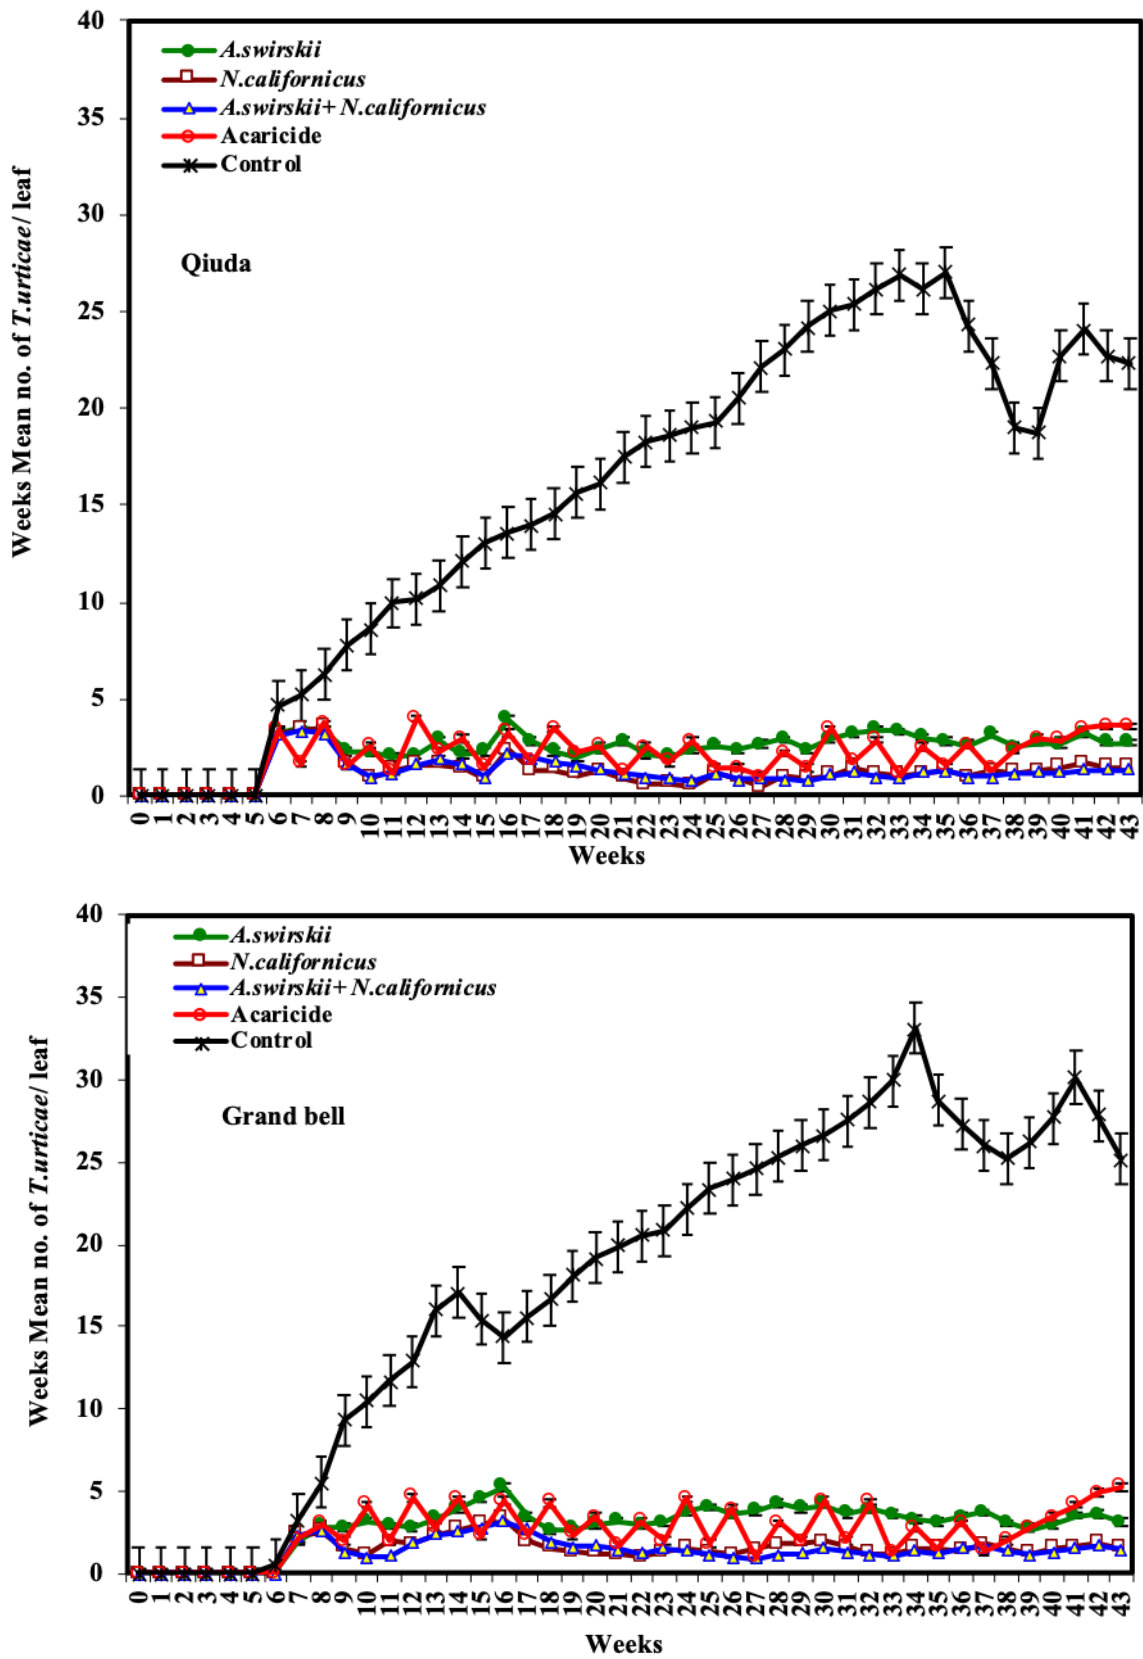 40
35
30
25
20
15
10
5
0
Weeks Mean no. of T.urticae/ leaf
A.swirskii
N.californicus
A.swirskii+ N.californicus
Acaricide
Control
Qiuda
0 1 2 3 4 5 6 7 8 9 10 11 12 13 14 15 16 17 18 19 20 21 22 23 24 25 26 27 28 29 30 31 32 33 34 35 36 37 38 39 40 41 42 43
Weeks
40
35
30
25
20
15
10
5
0
Weeks Mean no. of T.urticae/ leaf
A.swirskii
N.californicus
A.swirskii+ N.californicus
Acaricide
Control
Grand bell
0 1 2 3 4 5 6 7 8 9 10 11 12 13 14 15 16 17 18 19 20 21 22 23 24 25 26 27 28 29 30 31 32 33 34 35 36 37 38 39 40 41 42 43
Weeks